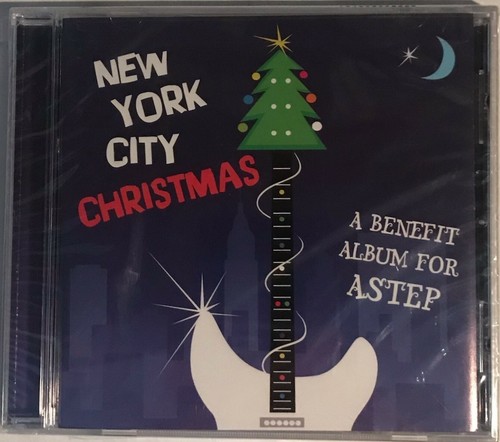 NEW
YORK
CITY
CHRISTMAS
A BENEFIT
ALBUM FOR
ASTEP